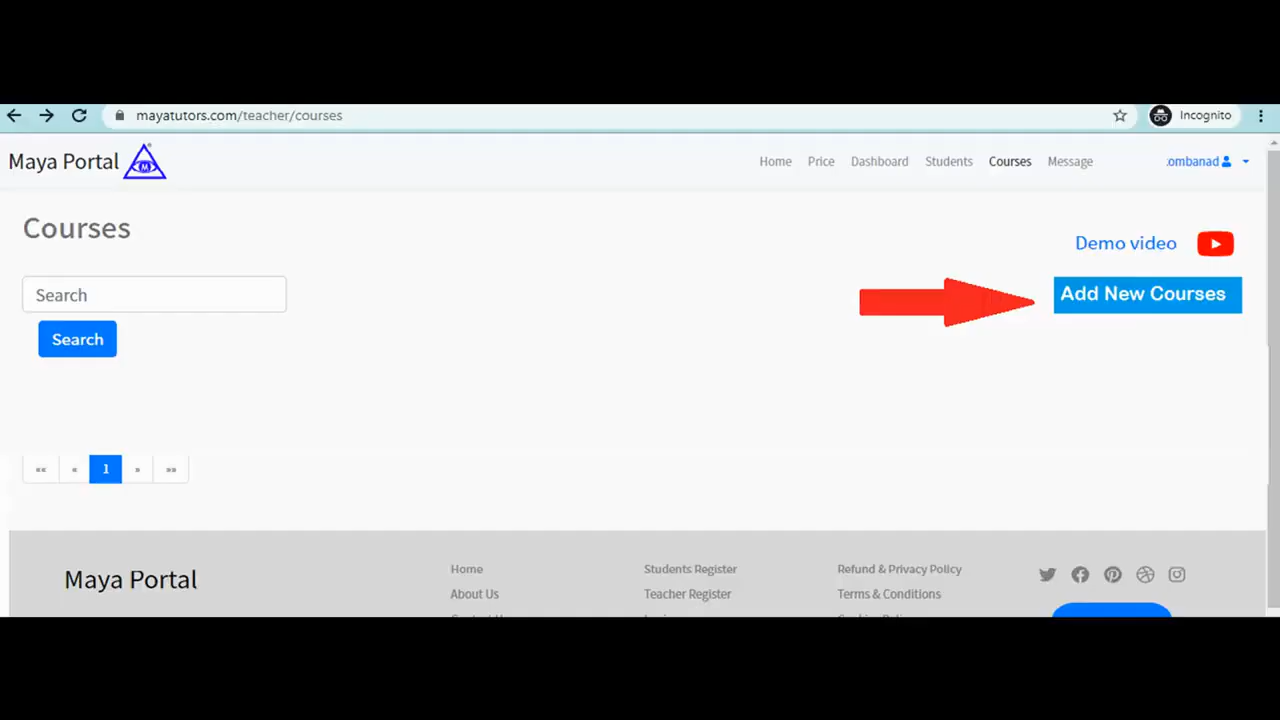 mayatutors.com/teacher/courses
Incognito
Maya Portal M Home Price Dashboard Students Courses Message ombanad
Courses
Demo video
Search
Add New Courses
Search
«« « 1 » »»
Maya Portal
Home
About Us
Students Register
Teacher Register
Refund & Privacy Policy
Terms & Conditions